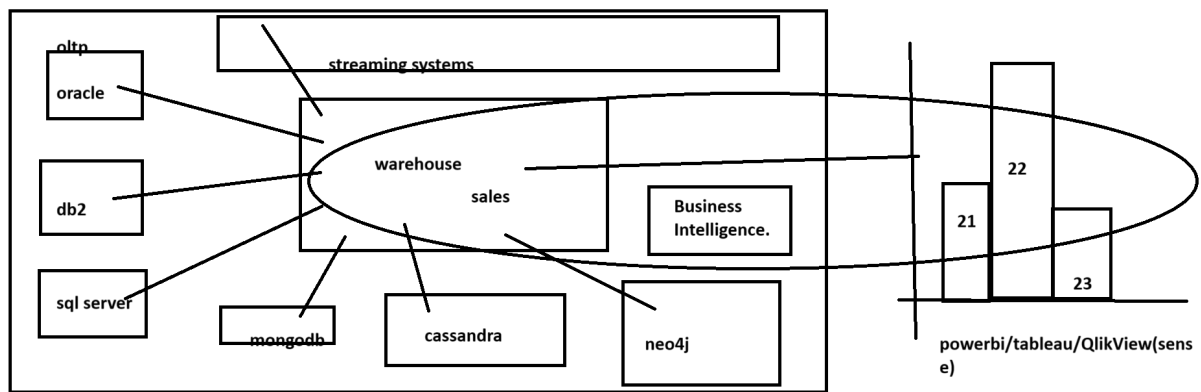 oltp
streaming systems
oracle
warehouse
sales
db2
Business
Intelligence.
21
22
23
sql server
mongodb
cassandra
neo4j
powerbi/tableau/QlikView(sens
e)